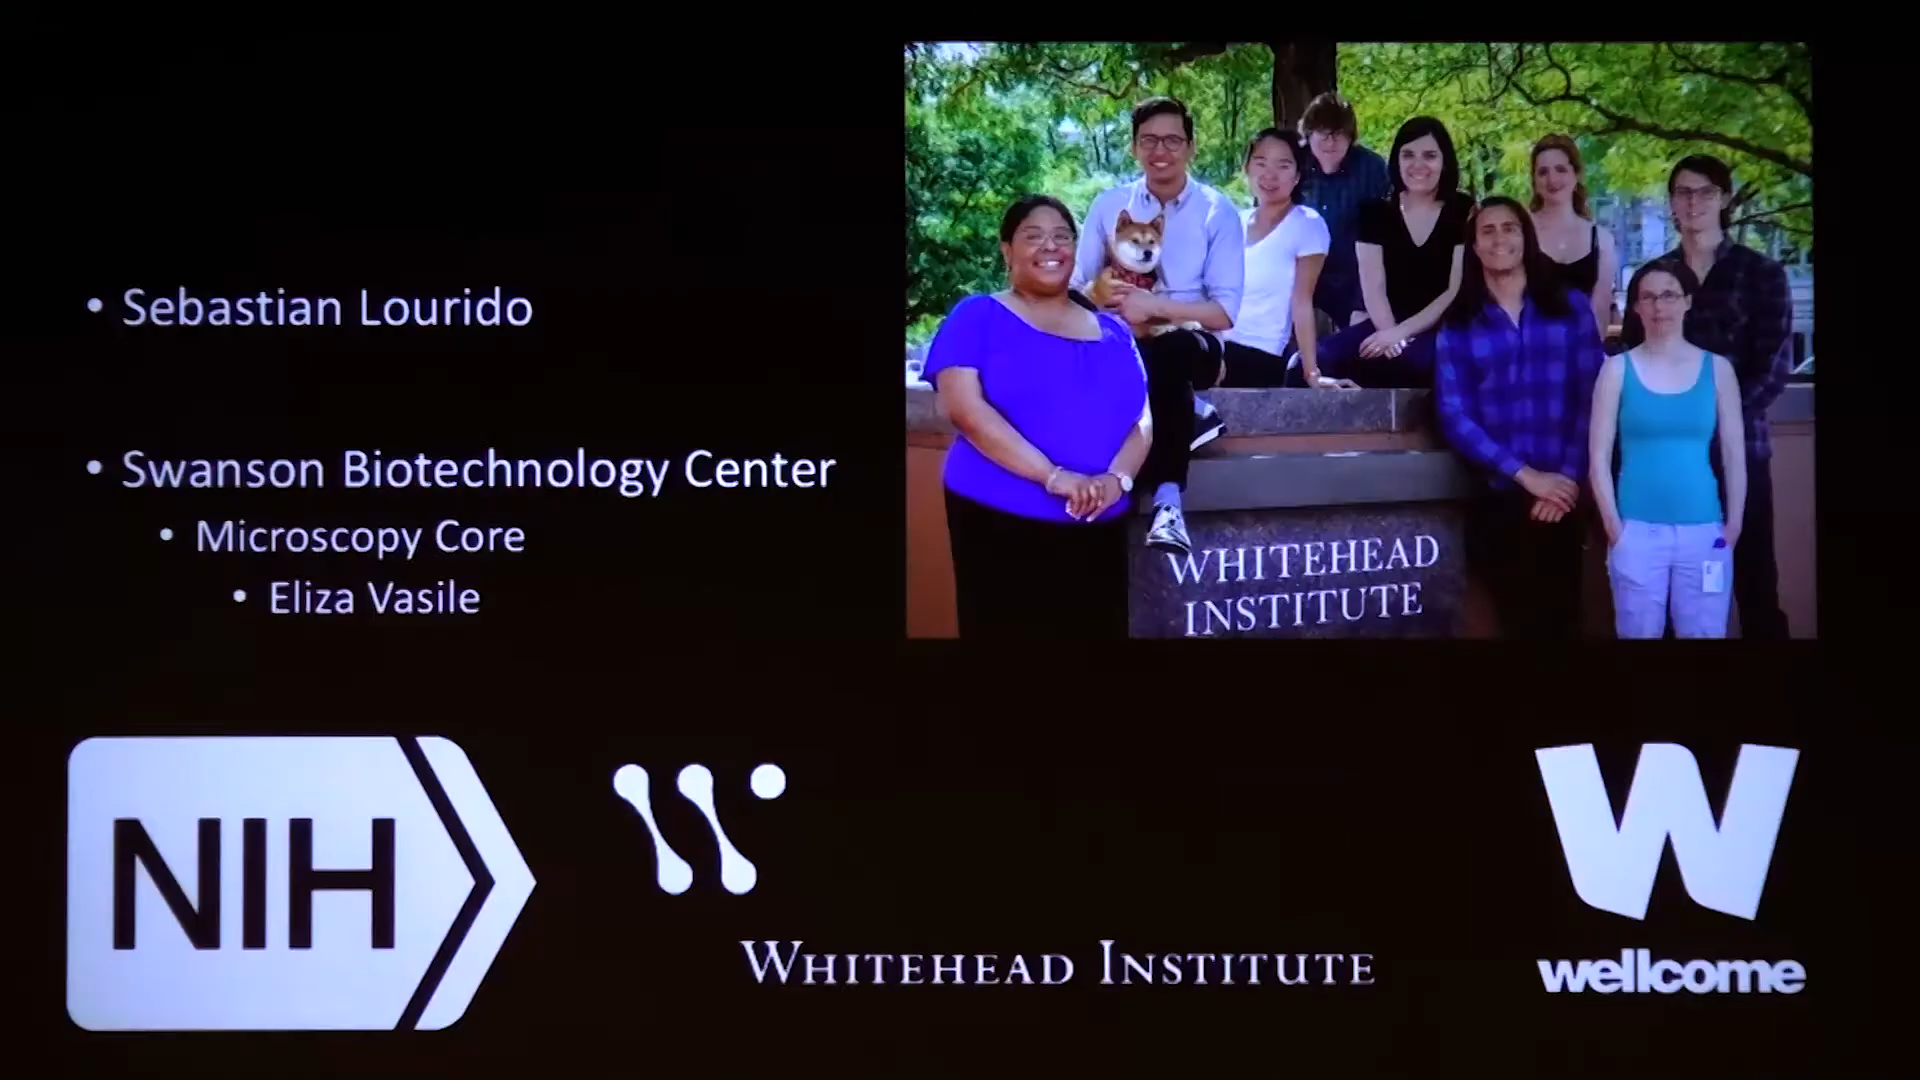 • Sebastian Lourido
• Swanson Biotechnology Center
• Microscopy Core
• Eliza Vasile
WHITEHEAD
INSTITUTE
NIH
WHITEHEAD INSTITUTE
W
wellcome